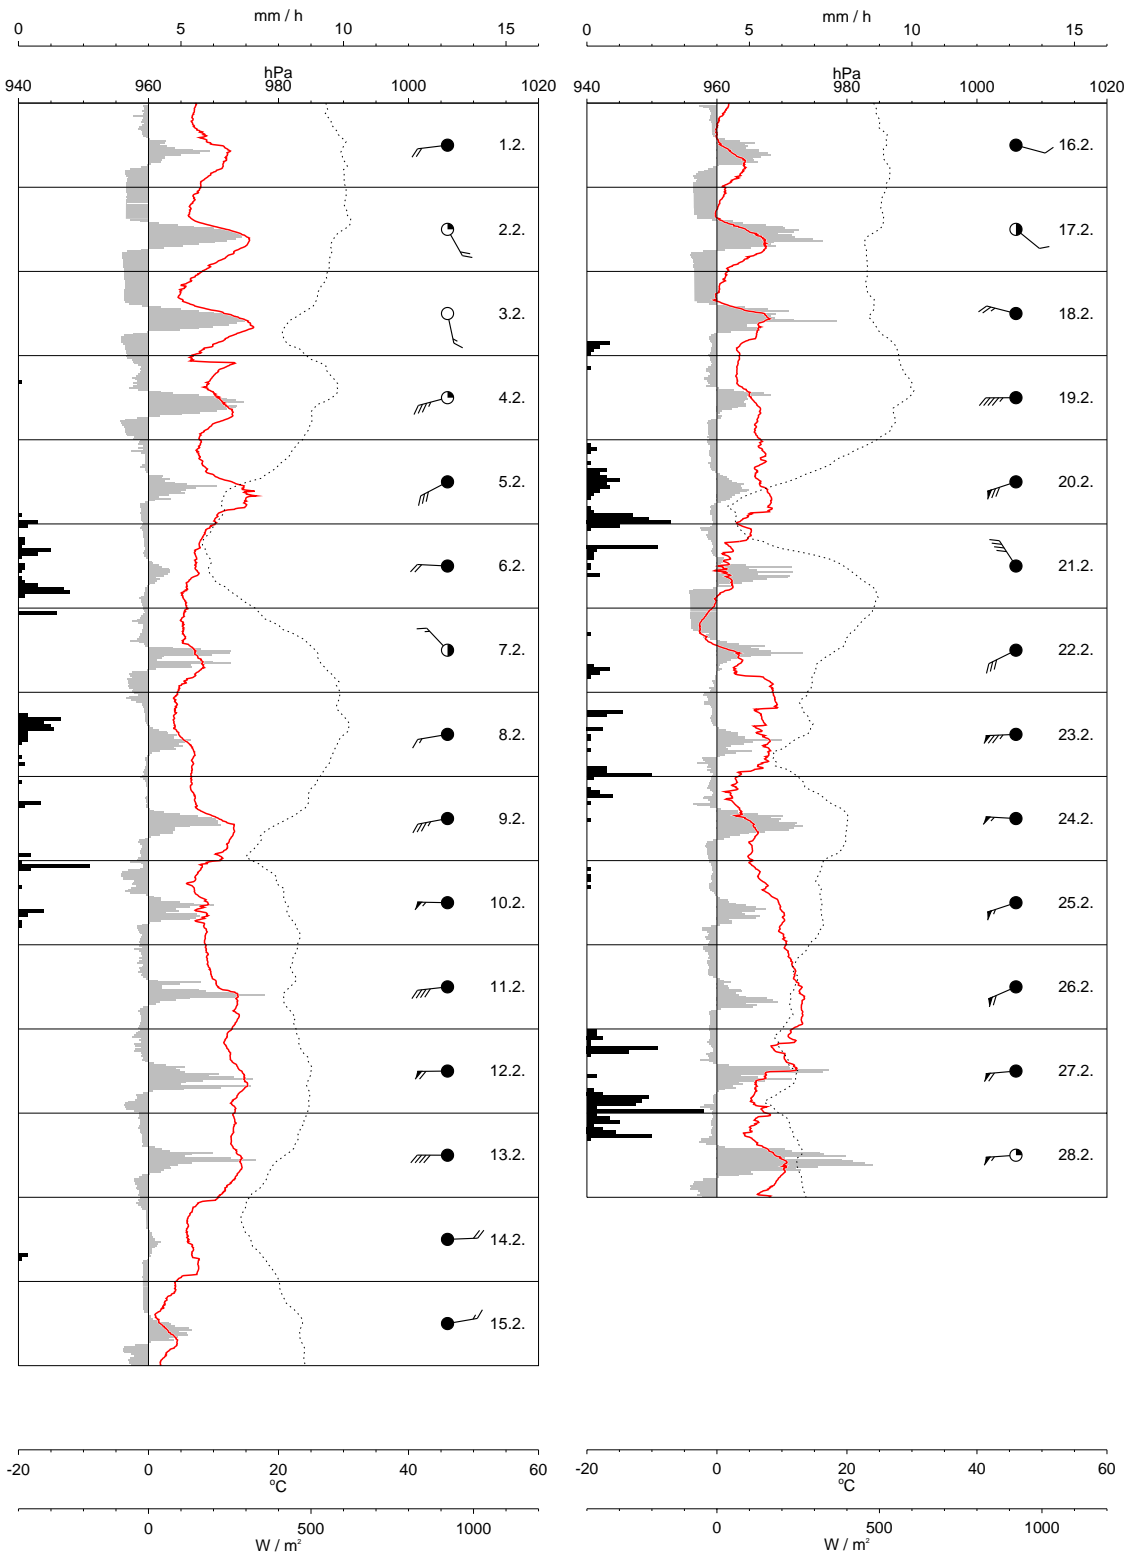 mm / h
0 5 10 15
hPa
940 960 980 1000 1020
1.2.
2.2.
3.2.
4.2.
5.2.
6.2.
7.2.
8.2.
9.2.
10.2.
11.2.
12.2.
13.2.
14.2.
15.2.
-20 0 20 40 60
°C
0 500 1000
W / m²
mm / h
0 5 10 15
hPa
940 960 980 1000 1020
16.2.
17.2.
18.2.
19.2.
20.2.
21.2.
22.2.
23.2.
24.2.
25.2.
26.2.
27.2.
28.2.
-20 0 20 40 60
°C
0 500 1000
W / m²